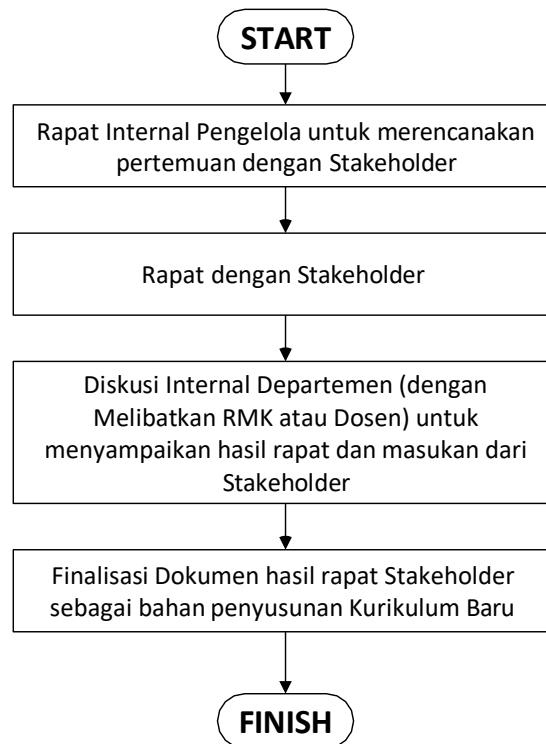 START
Rapat Internal Pengelola untuk merencanakan
pertemuan dengan Stakeholder
Rapat dengan Stakeholder
Diskusi Internal Departemen (dengan
Melibatkan RMK atau Dosen) untuk
menyampaikan hasil rapat dan masukan dari
Stakeholder
Finalisasi Dokumen hasil rapat Stakeholder
sebagai bahan penyusunan Kurikulum Baru
FINISH